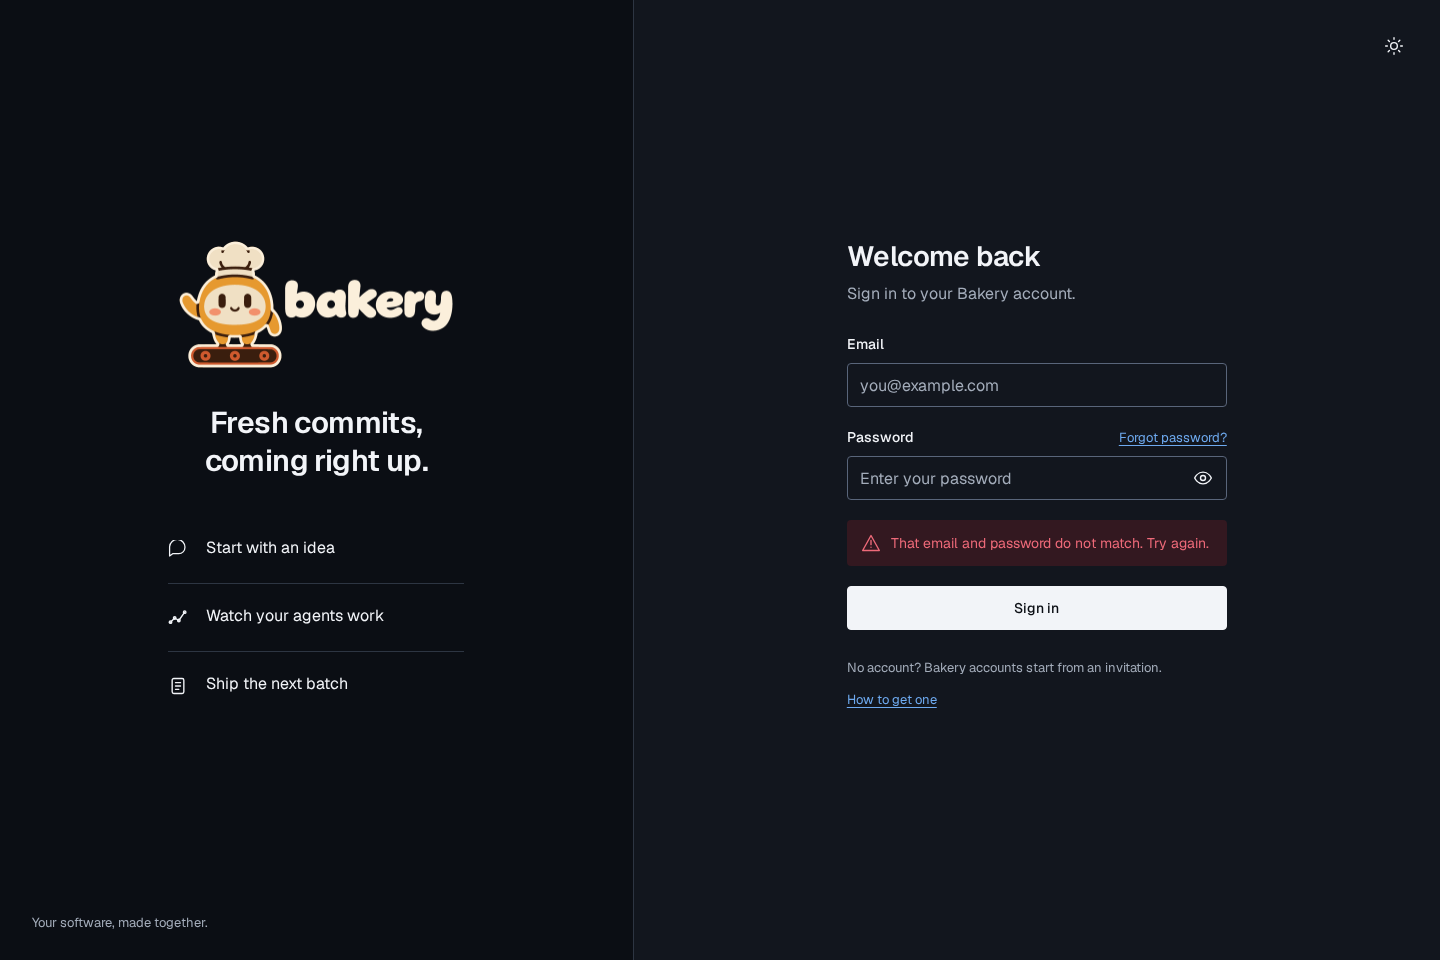 bakery
Fresh commits,
coming right up.
Start with an idea
Watch your agents work
Ship the next batch
Your software, made together.
Welcome back
Sign in to your Bakery account.
Email
you@example.com
Password
Forgot password?
Enter your password
That email and password do not match. Try again.
Sign in
No account? Bakery accounts start from an invitation.
How to get one